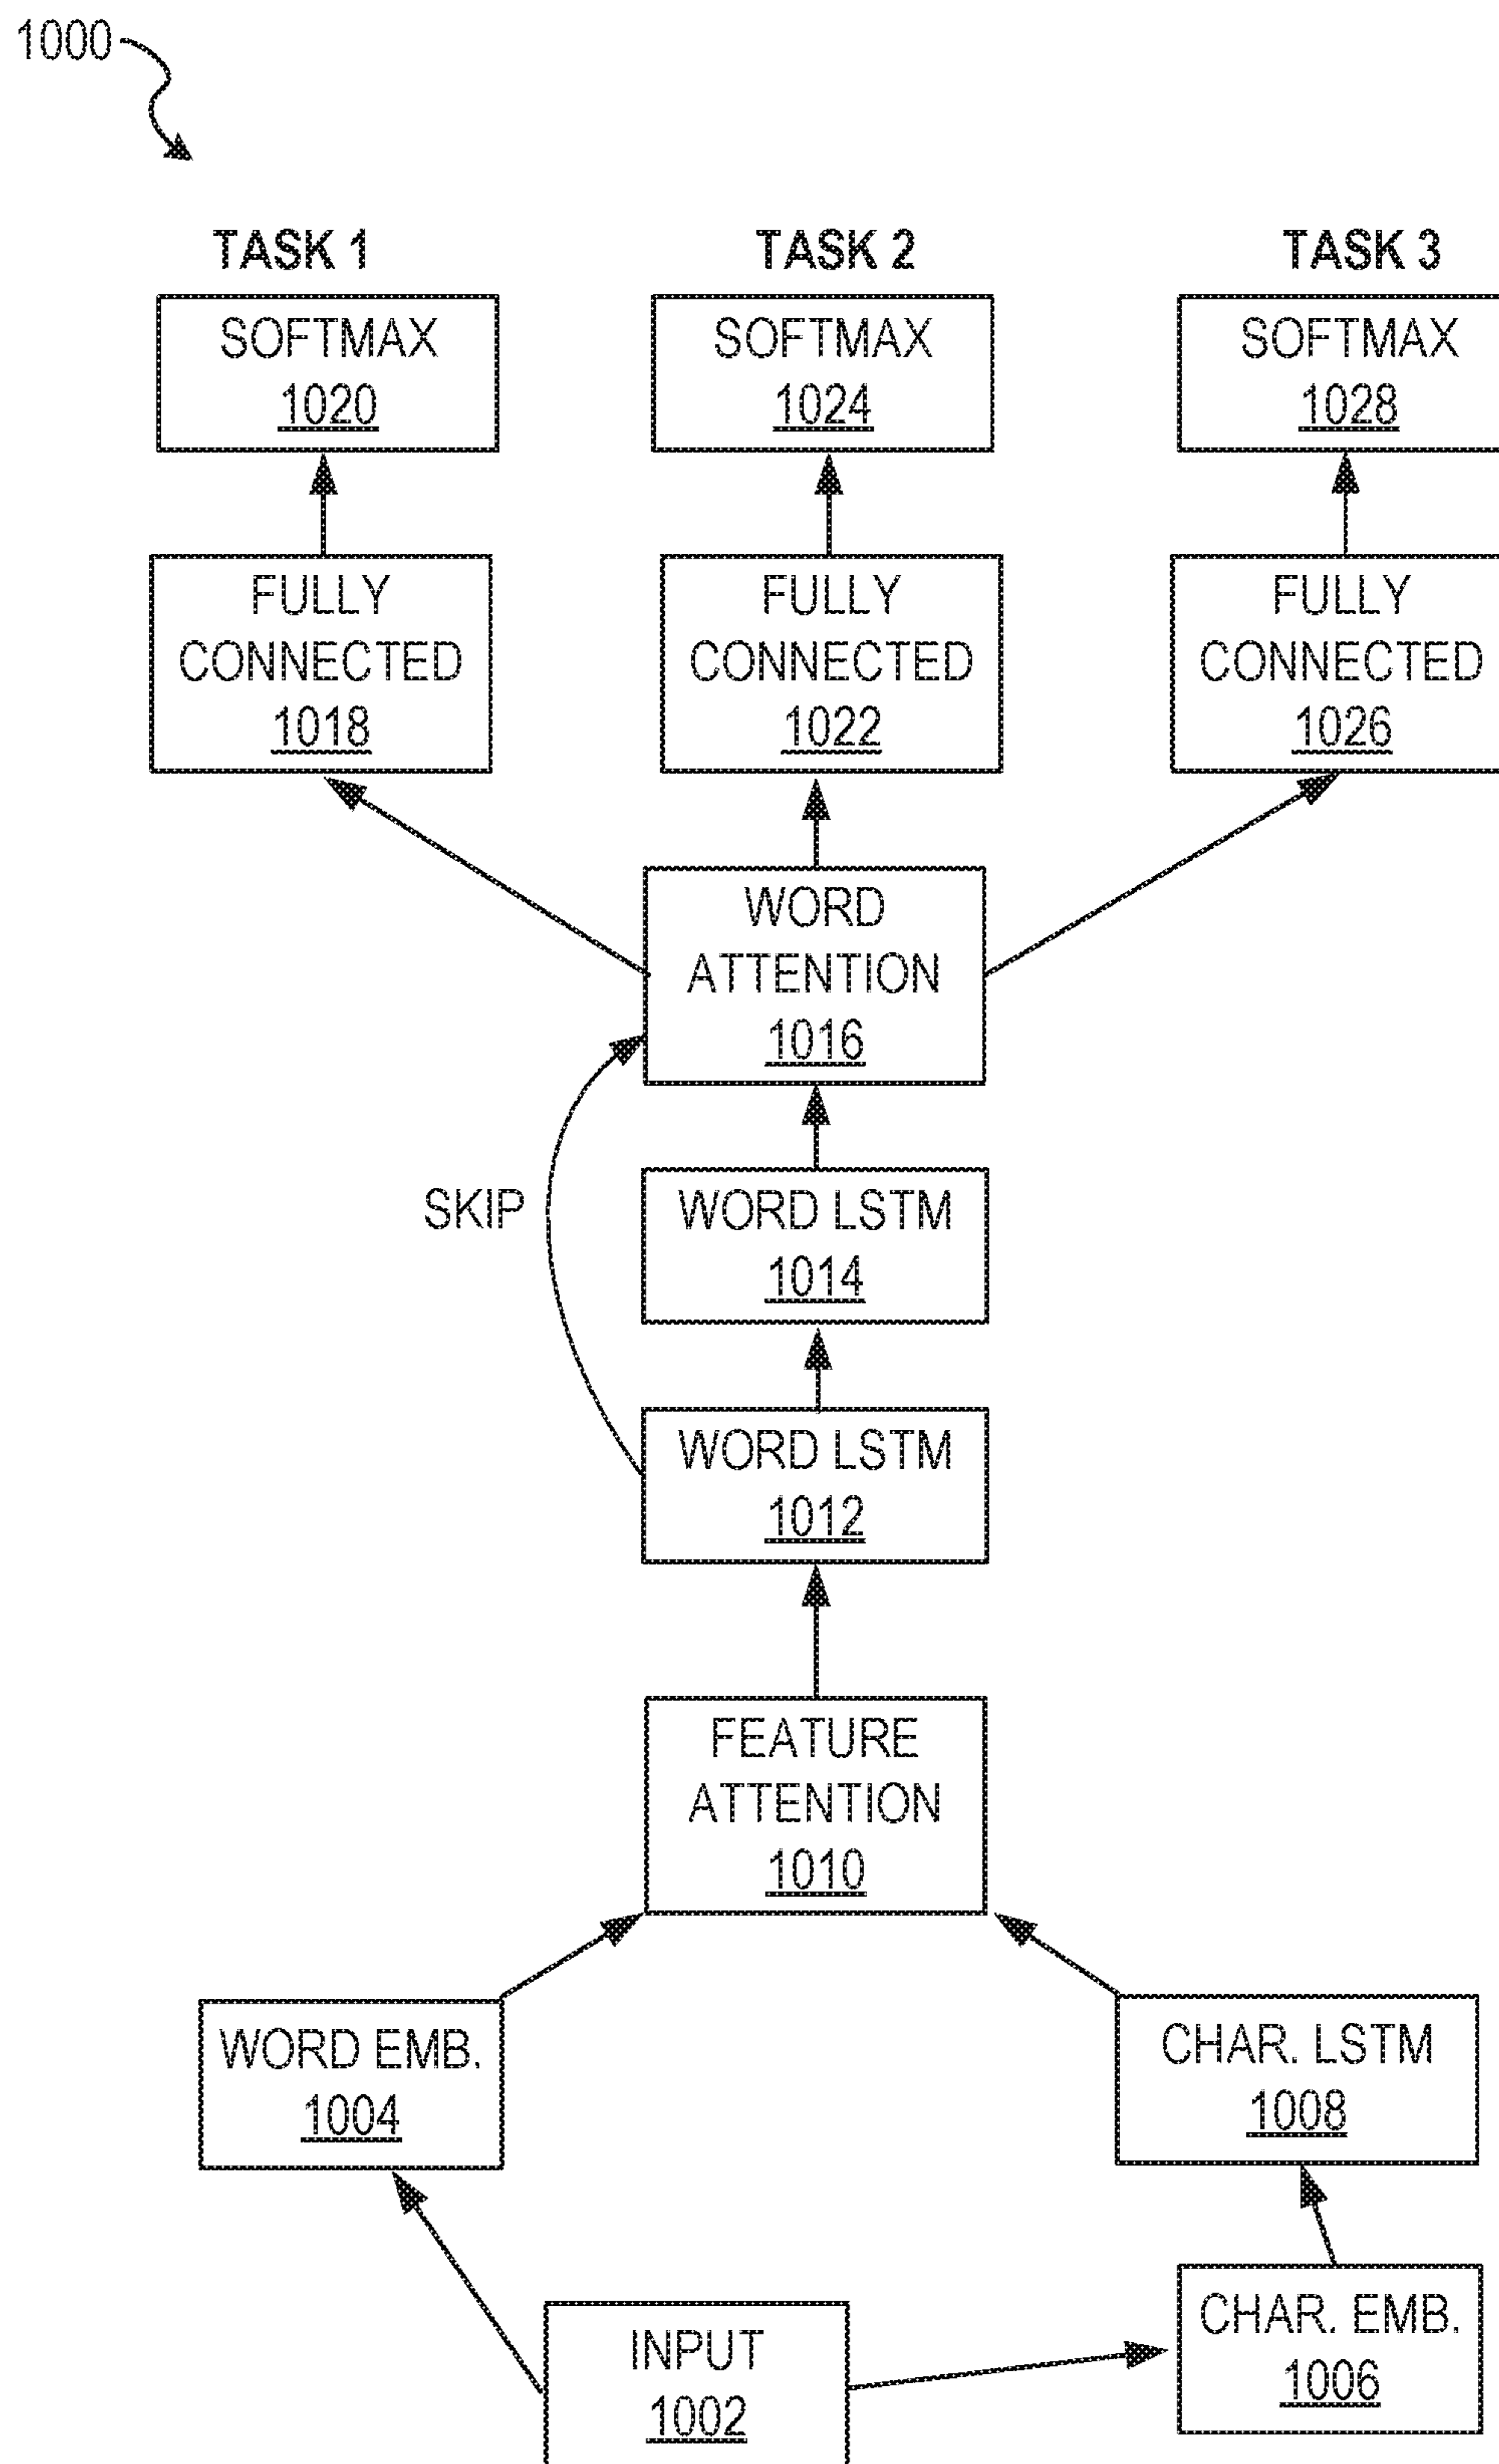 1000
TASK 1
TASK 2
TASK 3
SOFTMAX
1020
SOFTMAX
1024
SOFTMAX
1028
FULLY
CONNECTED
1018
FULLY
CONNECTED
1022
FULLY
CONNECTED
1026
WORD
ATTENTION
1016
SKIP
WORD LSTM
1014
WORD LSTM
1012
FEATURE
ATTENTION
1010
WORD EMB.
1004
CHAR. LSTM
1008
CHAR. EMB.
1006
INPUT
1002